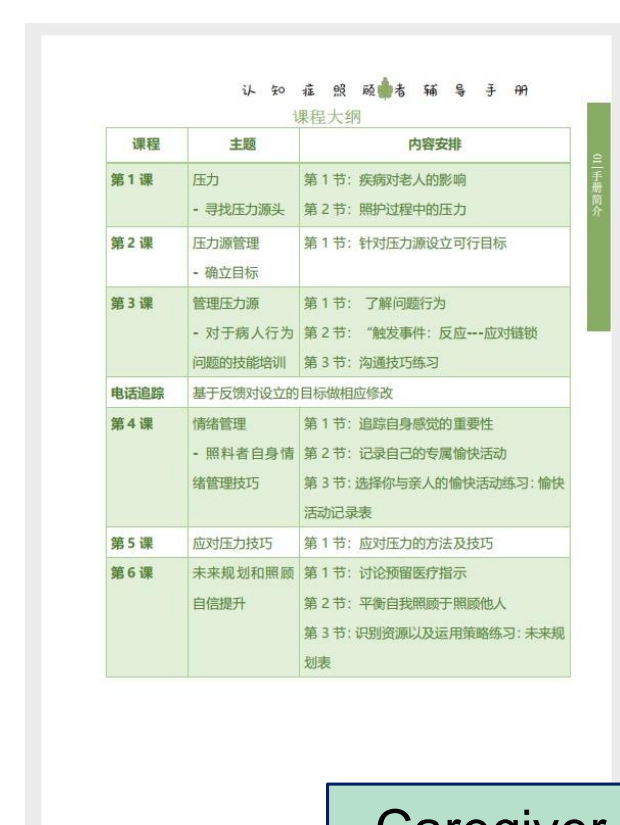 认知症照顾者辅导手册
课程大纲
课程 主题 内容安排
第 1 课 压力 第 1 节：疾病对老人的影响
- 寻找压力源头 第 2 节：照护过程中的压力
第 2 课 压力源管理 第 1 节：针对压力源设立可行目标
- 确立目标
第 3 课 管理压力源 第 1 节： 了解问题行为
- 对于病人行为 第 2 节： “触发事件：反应---应对链锁
问题的技能培训 第 3 节：沟通技巧练习
电话追踪 基于反馈对设立的目标做相应修改
第 4 课 情绪管理 第 1 节：追踪自身感觉的重要性
- 照料者自身情 第 2 节：记录自己的专属愉快活动
绪管理技巧 第 3 节：选择你与亲人的愉快活动练习：愉快
活动记录表
第 5 课 应对压力技巧 第 1 节：应对压力的方法及技巧
第 6 课 未来规划和照顾 第 1 节：讨论预留医疗指示
自信提升 第 2 节：平衡自我照顾于照顾他人
第 3 节：识别资源以及运用策略练习：未来规
划表
01|手册简介
Caregiver